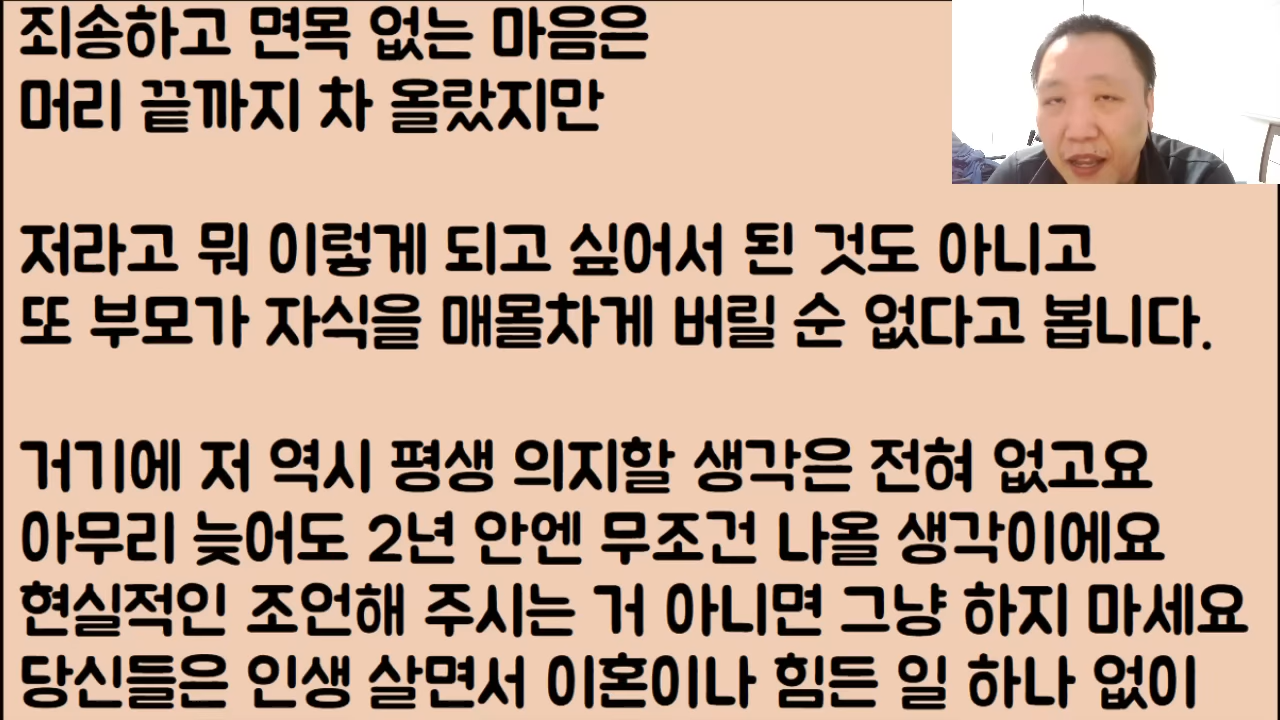 죄송하고 면목 없는 마음은
머리 끝까지 차 올랐지만
저라고 뭐 이렇게 되고 싶어서 된 것도 아니고
또 부모가 자식을 매몰차게 버릴 순 없다고 봅니다.
거기에 저 역시 평생 의지할 생각은 전혀 없고요
아무리 늦어도 2년 안엔 무조건 나올 생각이에요
현실적인 조언해 주시는 거 아니면 그냥 하지 마세요
당신들은 인생 살면서 이혼이나 힘든 일 하나 없이